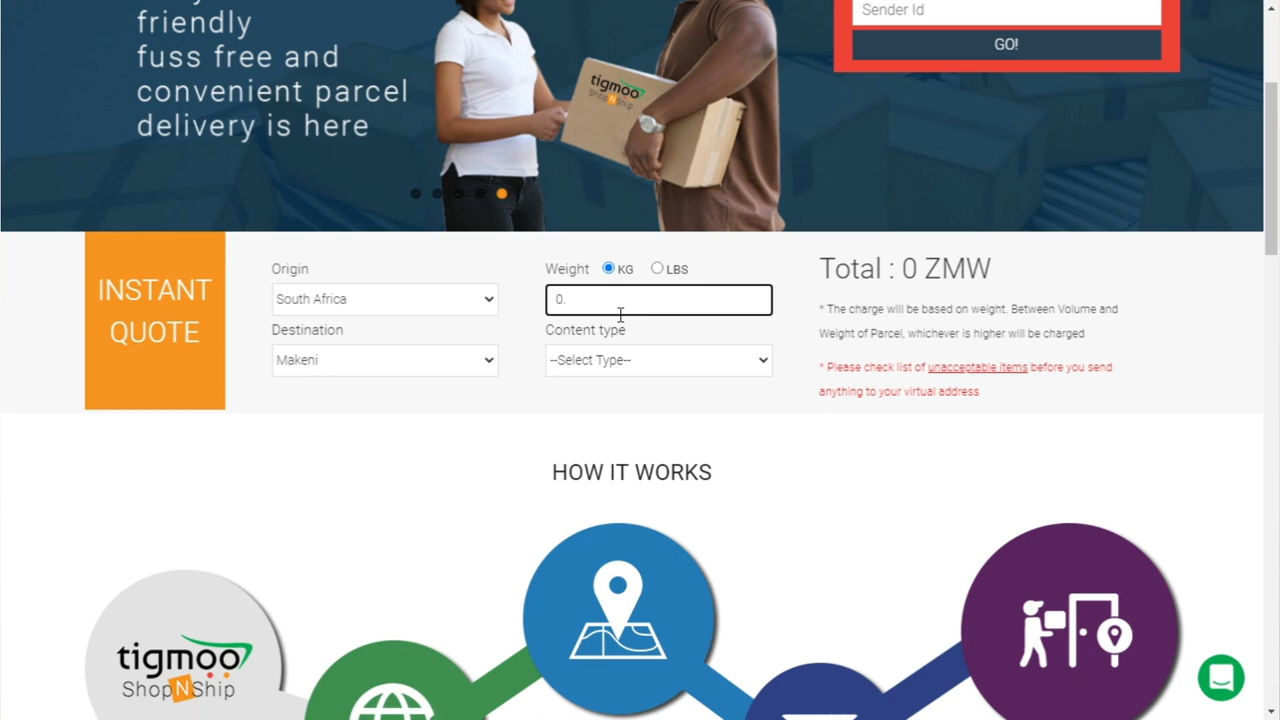 friendly
fuss free and
convenient parcel
delivery is here
tigmoo
ShopNShip
Sender Id
GO!
INSTANT
QUOTE
Origin
South Africa
Destination
Makeni
Weight KG LBS
0.
Content type
--Select Type--
Total : 0 ZMW
* The charge will be based on weight. Between Volume and
Weight of Parcel, whichever is higher will be charged
* Please check list of unacceptable items before you send
anything to your virtual address
HOW IT WORKS
tigmoo
ShopNShip